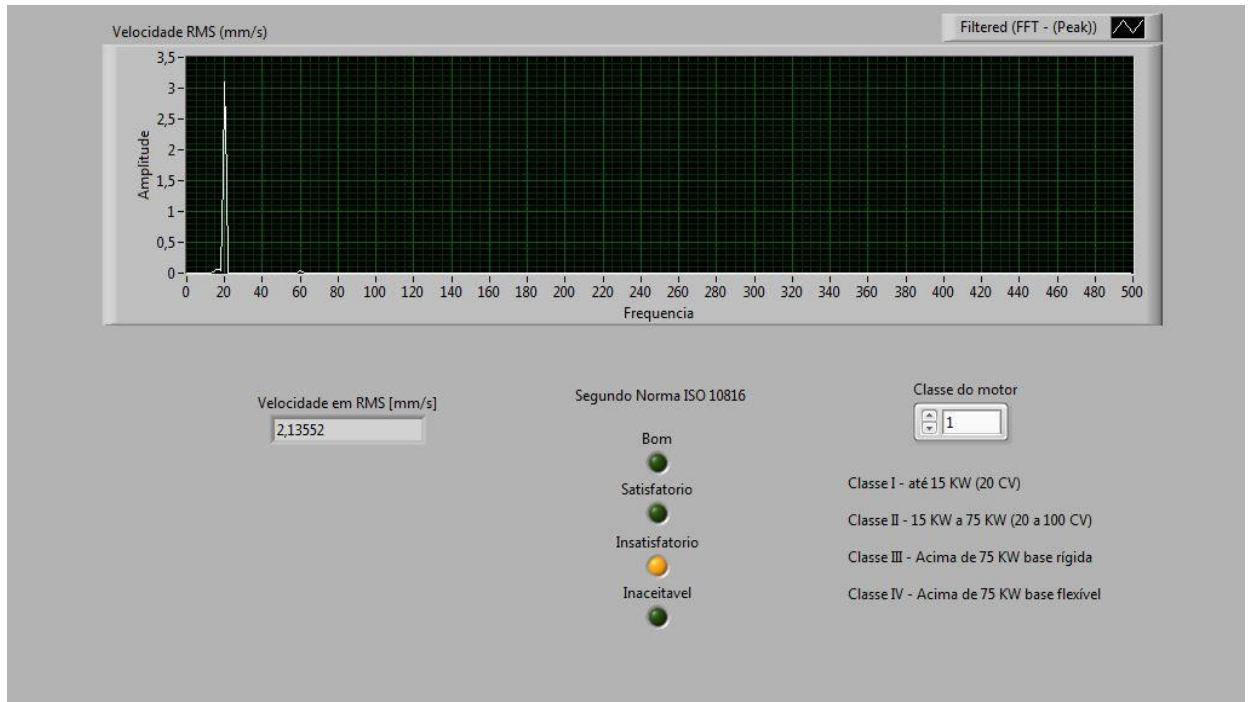 Velocidade RMS (mm/s)
Filtered (FFT - (Peak))
3,5
3
2,5
2
1,5
1
0,5
0
Amplitude
0 20 40 60 80 100 120 140 160 180 200 220 240 260 280 300 320 340 360 380 400 420 440 460 480 500
Frequencia
Velocidade em RMS [mm/s]
2,13552
Segundo Norma ISO 10816
Bom
Satisfatorio
Insatisfatorio
Inaceitavel
Classe do motor
1
Classe I - até 15 KW (20 CV)
Classe II - 15 KW a 75 KW (20 a 100 CV)
Classe III - Acima de 75 KW base rígida
Classe IV - Acima de 75 KW base flexível